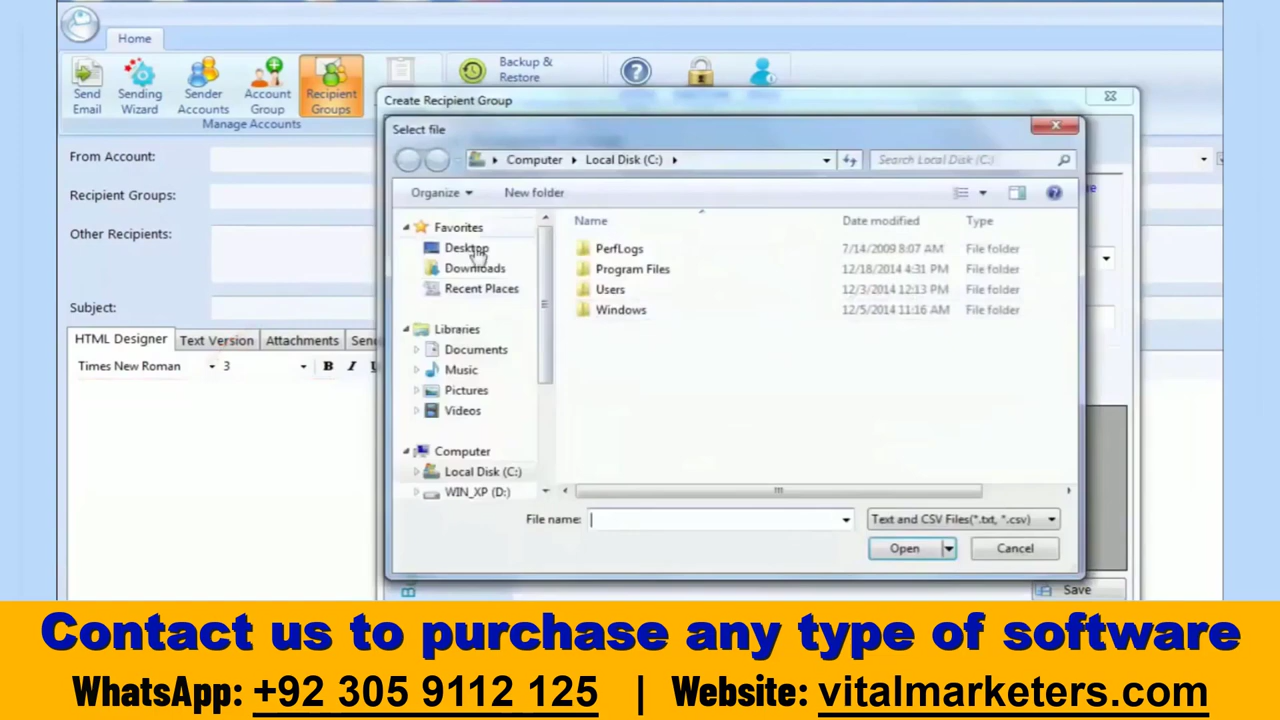 Home
Send Email
Sending Wizard
Sender Accounts
Account Group
Recipient Groups
Backup & Restore
Manage Accounts
Create Recipient Group
Select file
From Account:
Computer
Local Disk (C:)
Search Local Disk (C:)
Recipient Groups:
Organize
New folder
Other Recipients:
Favorites
Desktop
Downloads
Recent Places
Libraries
Documents
Music
Pictures
Videos
Computer
Local Disk (C:)
WIN_XP (D:)
Name Date modified Type
PerfLogs 7/14/2009 8:07 AM File folder
Program Files 12/18/2014 4:31 PM File folder
Users 12/3/2014 12:13 PM File folder
Windows 12/5/2014 11:16 AM File folder
Subject:
HTML Designer Text Version Attachments
Times New Roman 3 B I
File name:
Text and CSV Files(*.txt, *.csv)
Open Cancel
Save
Contact us to purchase any type of software
WhatsApp: +92 305 9112 125 | Website: vitalmarketers.com